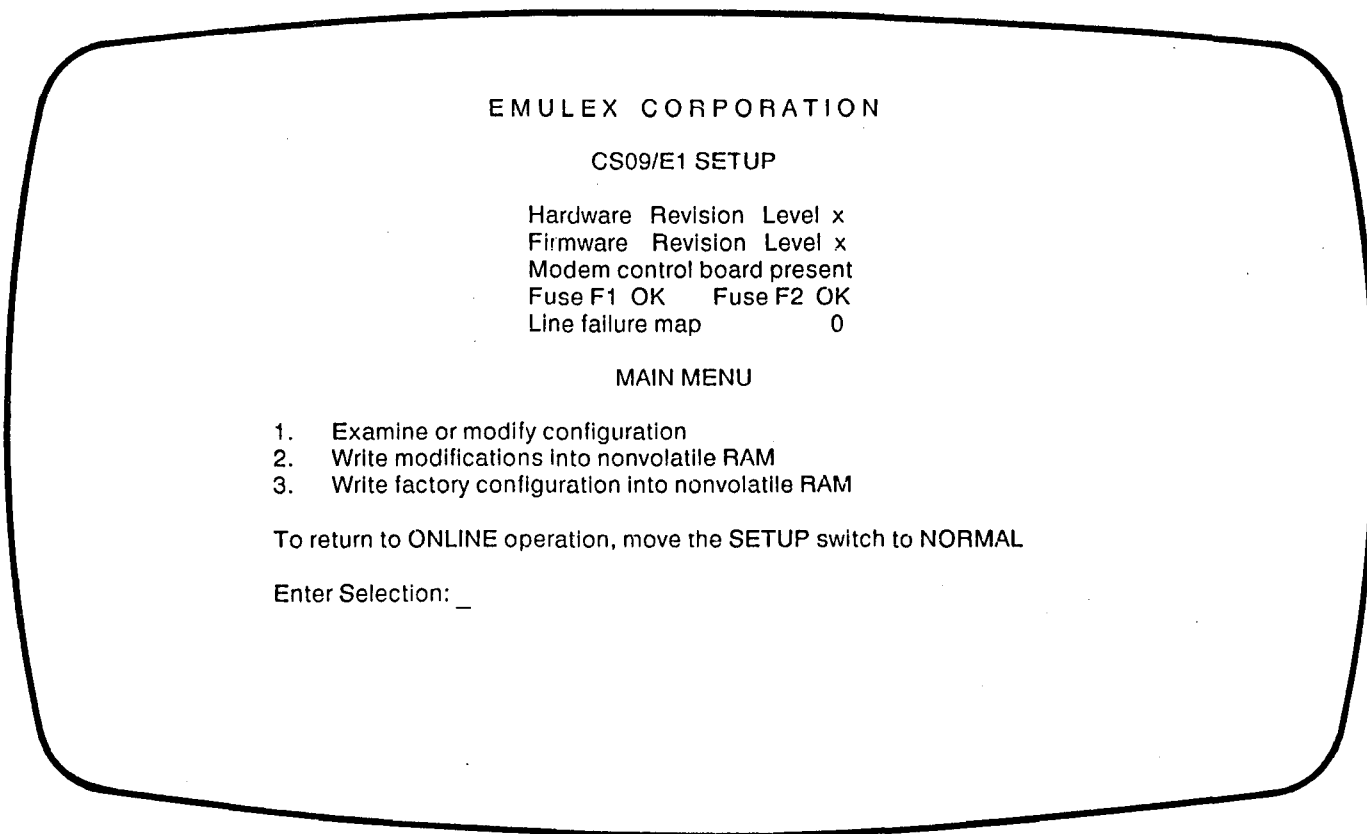 EMULEX CORPORATION
CS09/E1 SETUP
Hardware Revision Level x
Firmware Revision Level x
Modem control board present
Fuse F1 OK Fuse F2 OK
Line failure map 0
MAIN MENU
1. Examine or modify configuration
2. Write modifications into nonvolatile RAM
3. Write factory configuration into nonvolatile RAM
To return to ONLINE operation, move the SETUP switch to NORMAL
Enter Selection: _